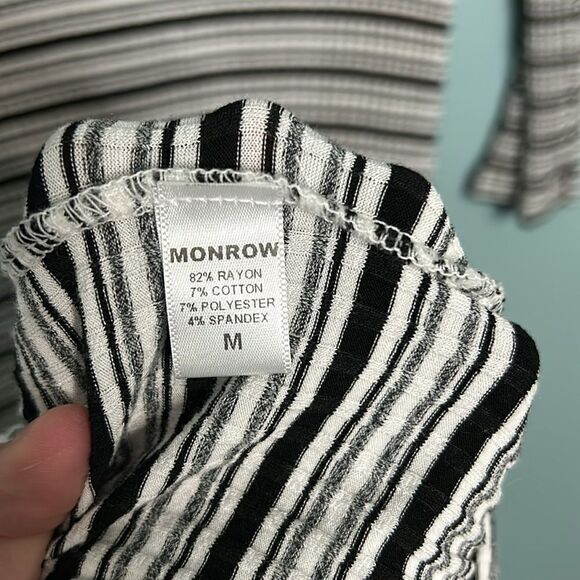 MONROW
82% RAYON
7% COTTON
7% POLYESTER
4% SPANDEX
M